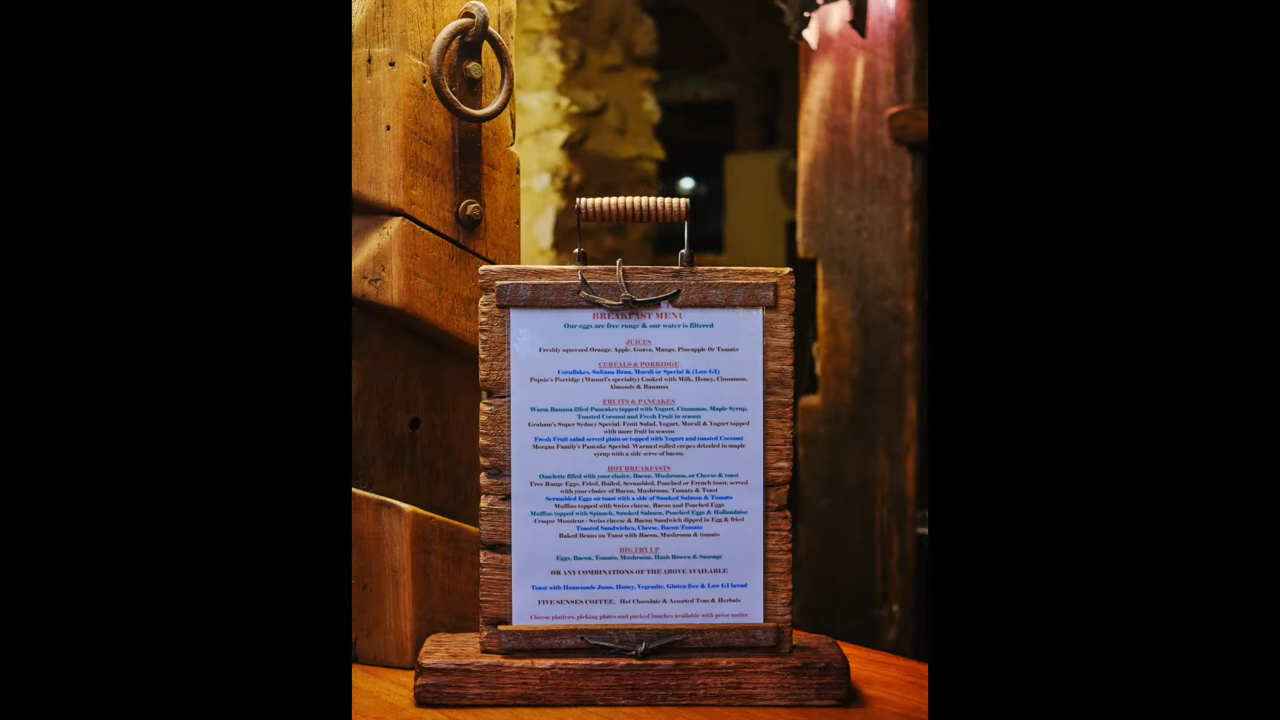 BREAKFAST MENU
Our eggs are free range & our water is filtered
JUICES
Freshly squeezed Orange, Apple, Guava, Mango, Pineapple Or Tomato
CEREALS & PORRIDGE
Cornflakes, Sultana Bran, Muesli or Special K (Low GI)
Popsie's Porridge (Manuel's specialty) Cooked with Milk, Honey, Cinnamon,
Almonds & Bananas
FRUITS & PANCAKES
Warm Banana filled Pancakes topped with Yogurt, Cinnamon, Maple Syrup,
Toasted Coconut and Fresh Fruit in season
Graham's Super Sydney Special. Fruit Salad, Yogurt, Muesli & Yogurt topped
with more fruit in season
Fresh Fruit salad served plain or topped with Yogurt and toasted Coconut
Morgan Family's Pancake Special. Warmed rolled crepes drizzled in maple
syrup with a side serve of bacon.
HOT BREAKFASTS
Omelette filled with your choice, Bacon, Mushroom, or Cheese & toast
Free Range Eggs, Fried, Boiled, Scrambled, Poached or French toast, served
with your choice of Bacon, Mushroom, Tomato & Toast
Scrambled Eggs on toast with a side of Smoked Salmon & Tomato
Muffins topped with Swiss cheese, Bacon and Poached Eggs
Muffins topped with Spinach, Smoked Salmon, Poached Eggs & Hollandaise
Croque Monsieur - Swiss cheese & Bacon Sandwich dipped in Egg & fried
Toasted Sandwiches, Cheese, Bacon Tomato
Baked Beans on Toast with Bacon, Mushroom & tomato
BIG FRY UP
Eggs, Bacon, Tomato, Mushroom, Hash Brown & Sausage
OR ANY COMBINATIONS OF THE ABOVE AVAILABLE
Toast with Homemade Jams, Honey, Vegemite, Gluten free & Low GI bread
FIVE SENSES COFFEE, Hot Chocolate & Assorted Teas & Herbals
Cheese platters, picking plates and packed lunches available with prior notice